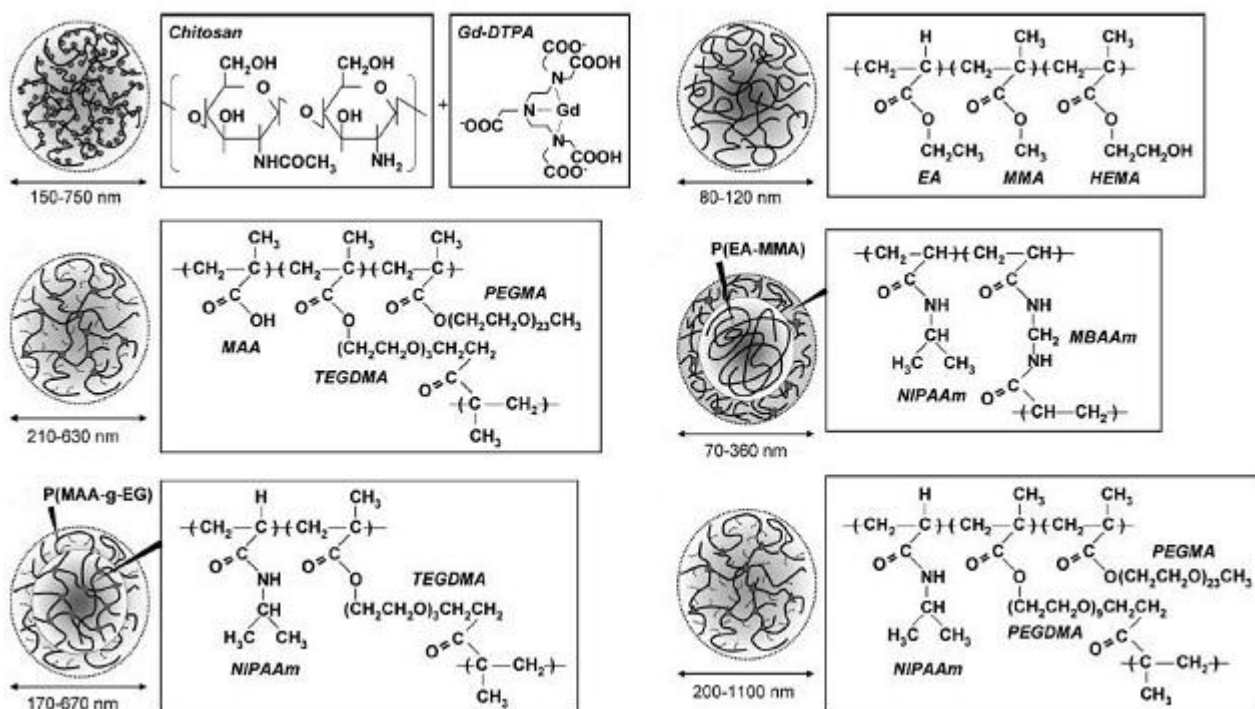 Chitosan
CH₂OH
CH₂OH
O
O
O
OH
O
OH
NHCOCH₃
NH₂
+
Gd-DTPA
COO⁻
COOH
N
⁻OOC
N
Gd
N
COOH
COO⁻
150-750 nm
H
CH₃
CH₃
-(CH₂-C)(CH₂-C)(CH₂-C)-
O=C
O=C
O=C
O
O
O
CH₂CH₃
CH₃
CH₂CH₂OH
EA
MMA
HEMA
80-120 nm
CH₃
CH₃
CH₃
-(CH₂-C)(CH₂-C)(CH₂-C)-
O=C
O=C
O=C
PEGMA
OH
O
O(CH₂CH₂O)₂₃CH₃
MAA
(CH₂CH₂O)₃CH₂CH₂
TEGDMA
O=C
-(C-CH₂)-
CH₃
210-630 nm
P(EA-MMA)
-(CH₂-CH)(CH₂-CH)-
O=C
O=C
NH
NH
CH
CH₂
MBAAm
H₃C
CH₃
NH
NIPAAm
O=C
-(CH-CH₂)-
70-360 nm
P(MAA-g-EG)
H
CH₃
-(CH₂-C)(CH₂-C)-
O=C
O=C
NH
O
TEGDMA
CH
(CH₂CH₂O)₃CH₂CH₂
H₃C
CH₃
O=C
NIPAAm
-(C-CH₂)-
CH₃
170-670 nm
H
CH₃
CH₃
-(CH₂-C)(CH₂-C)(CH₂-C)-
O=C
O=C
O=C
PEGMA
NH
O
O(CH₂CH₂O)₂₃CH₃
CH
(CH₂CH₂O)₉CH₂CH₂
H₃C
CH₃
PEGDMA
O=C
NIPAAm
-(C-CH₂)-
CH₃
200-1100 nm